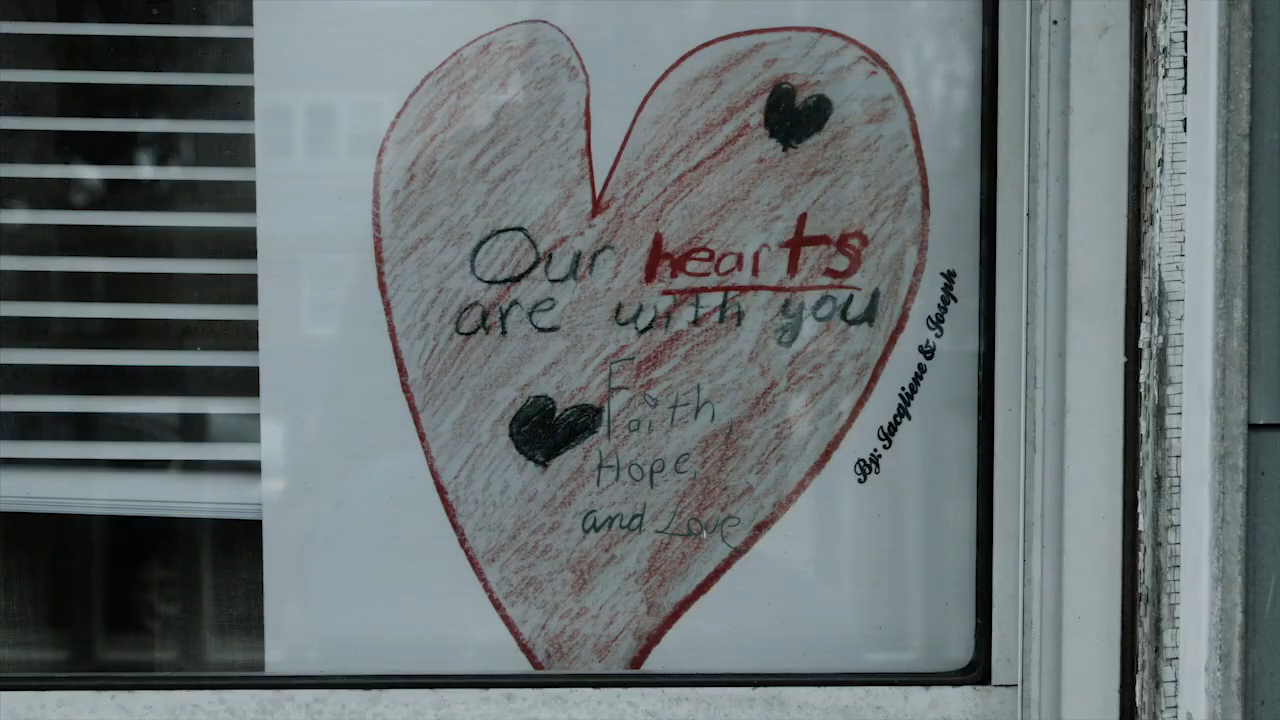 Our hearts
are with you
Faith,
Hope,
and Love
By: Jacqliene & Joseph